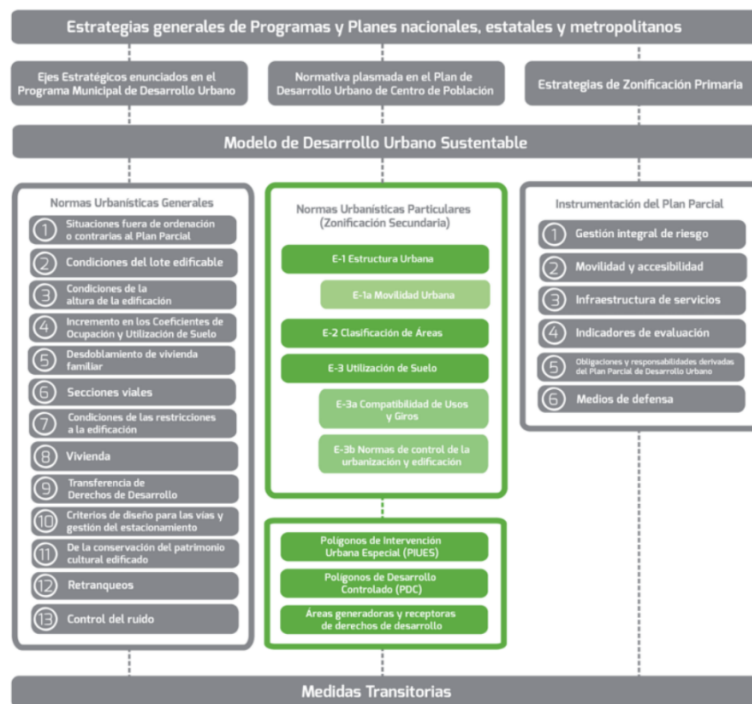 Estrategias generales de Programas y Planes nacionales, estatales y metropolitanos
Ejes Estratégicos enunciados en el
Programa Municipal de Desarrollo Urbano
Normativa plasmada en el Plan de
Desarrollo Urbano de Centro de Población
Estrategias de Zonificación Primaria
Modelo de Desarrollo Urbano Sustentable
Normas Urbanísticas Generales
1 Situaciones fuera de ordenación
o contrarias al Plan Parcial
2 Condiciones del lote edificable
3 Condiciones de la
altura de la edificación
4 Incremento en los Coeficientes de
Ocupación y Utilización de Suelo
5 Desdoblamiento de vivienda
familiar
6 Secciones viales
7 Condiciones de las restricciones
a la edificación
8 Vivienda
9 Transferencia de
Derechos de Desarrollo
10 Criterios de diseño para las vías y
gestión del estacionamiento
11 De la conservación del patrimonio
cultural edificado
12 Retranqueos
13 Control del ruido
Normas Urbanísticas Particulares
(Zonificación Secundaria)
E-1 Estructura Urbana
E-1a Movilidad Urbana
E-2 Clasificación de Áreas
E-3 Utilización de Suelo
E-3a Compatibilidad de Usos
y Giros
E-3b Normas de control de la
urbanización y edificación
Polígonos de Intervención
Urbana Especial (PIUES)
Polígonos de Desarrollo
Controlado (PDC)
Áreas generadoras y receptoras
de derechos de desarrollo
Instrumentación del Plan Parcial
1 Gestión integral de riesgo
2 Movilidad y accesibilidad
3 Infraestructura de servicios
4 Indicadores de evaluación
5 Obligaciones y responsabilidades derivadas
del Plan Parcial de Desarrollo Urbano
6 Medios de defensa
Medidas Transitorias